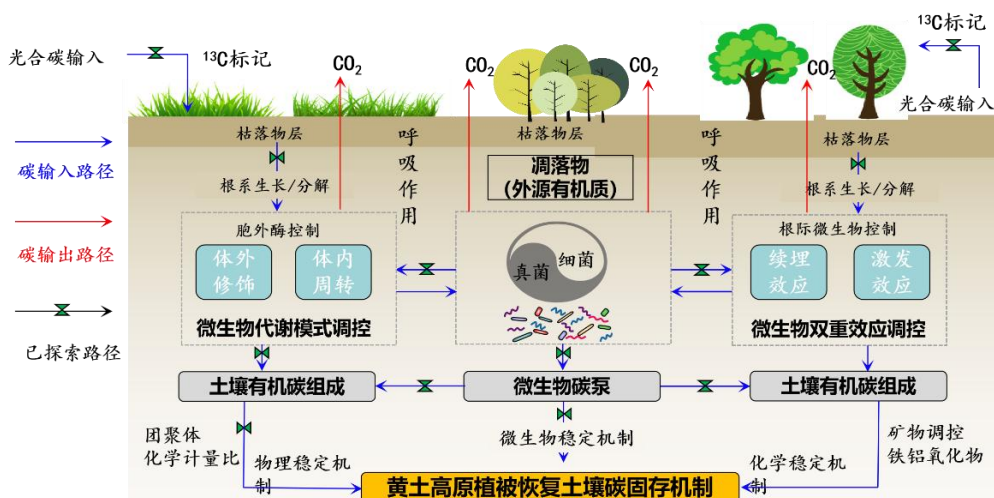 光合碳输入
¹³C标记
CO₂
CO₂
CO₂
CO₂
¹³C标记
光合碳输入
碳输入路径
碳输出路径
已探索路径
枯落物层
呼吸作用
枯落物层
呼吸作用
枯落物层
凋落物
(外源有机质)
根系生长/分解
根系生长/分解
胞外酶控制
体外
修饰
体内
周转
微生物代谢模式调控
真菌
细菌
根际微生物控制
续埋
效应
激发
效应
微生物双重效应调控
土壤有机碳组成
微生物碳泵
土壤有机碳组成
团聚体
化学计量比
物理稳定机
制
微生物稳定机制
化学稳定机
制
矿物调控
铁铝氧化物
黄土高原植被恢复土壤碳固存机制